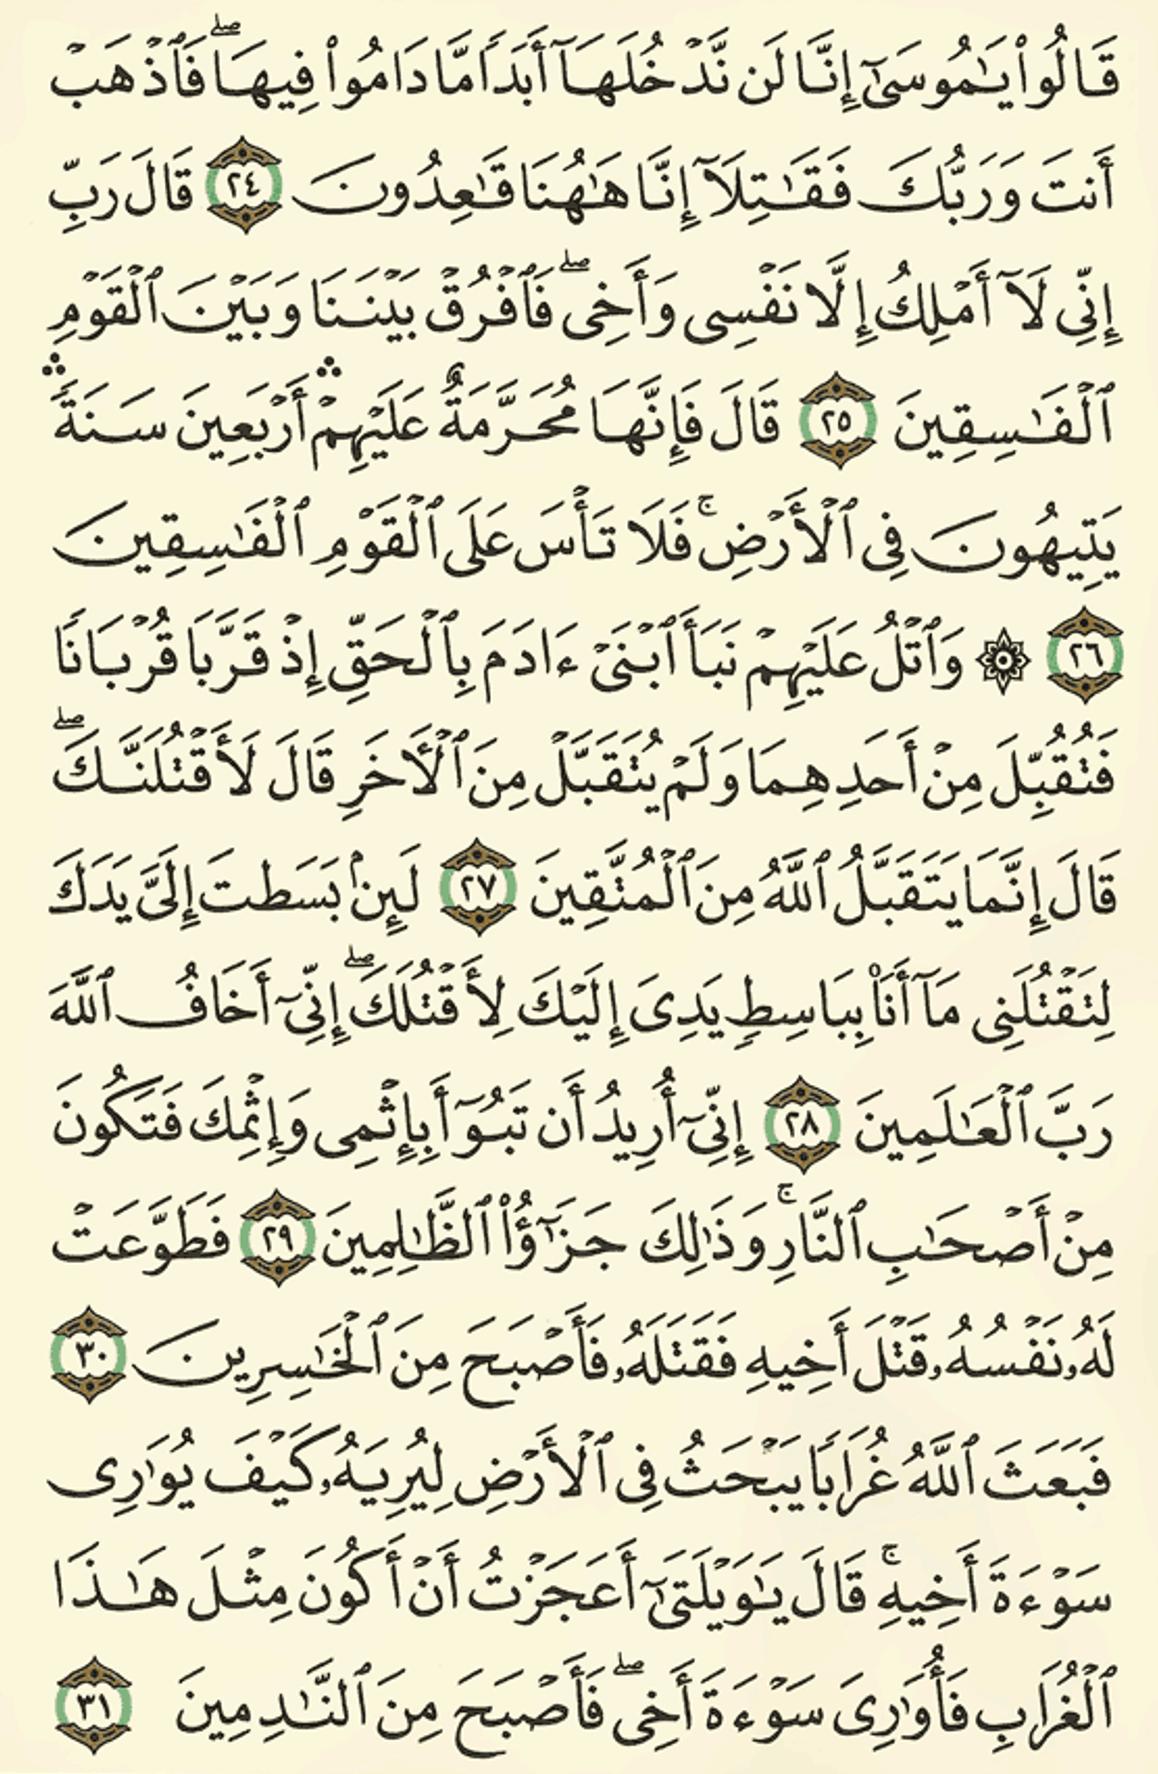 قَالُوا۟ يَـٰمُوسَىٰٓ إِنَّا لَن نَّدْخُلَهَآ أَبَدًا مَّا دَامُوا۟ فِيهَا ۖ فَٱذْهَبْ
أَنتَ وَرَبُّكَ فَقَـٰتِلَآ إِنَّا هَـٰهُنَا قَـٰعِدُونَ ٢٤ قَالَ رَبِّ
إِنِّى لَآ أَمْلِكُ إِلَّا نَفْسِى وَأَخِى ۖ فَٱفْرُقْ بَيْنَنَا وَبَيْنَ ٱلْقَوْمِ
ٱلْفَـٰسِقِينَ ٢٥ قَالَ فَإِنَّهَا مُحَرَّمَةٌ عَلَيْهِمْ ۛ أَرْبَعِينَ سَنَةً ۛ
يَتِيهُونَ فِى ٱلْأَرْضِ ۚ فَلَا تَأْسَ عَلَى ٱلْقَوْمِ ٱلْفَـٰسِقِينَ
٢٦ ۞ وَٱتْلُ عَلَيْهِمْ نَبَأَ ٱبْنَىْ ءَادَمَ بِٱلْحَقِّ إِذْ قَرَّبَا قُرْبَانًا
فَتُقُبِّلَ مِنْ أَحَدِهِمَا وَلَمْ يُتَقَبَّلْ مِنَ ٱلْـَٔاخَرِ قَالَ لَأَقْتُلَنَّكَ ۖ
قَالَ إِنَّمَا يَتَقَبَّلُ ٱللَّهُ مِنَ ٱلْمُتَّقِينَ ٢٧ لَئِنۢ بَسَطتَ إِلَىَّ يَدَكَ
لِتَقْتُلَنِى مَآ أَنَا۠ بِبَاسِطٍ يَدِىَ إِلَيْكَ لِأَقْتُلَكَ ۖ إِنِّىٓ أَخَافُ ٱللَّهَ
رَبَّ ٱلْعَـٰلَمِينَ ٢٨ إِنِّىٓ أُرِيدُ أَن تَبُوٓأَ بِإِثْمِى وَإِثْمِكَ فَتَكُونَ
مِنْ أَصْحَـٰبِ ٱلنَّارِ ۚ وَذَٰلِكَ جَزَٰٓؤُا۟ ٱلظَّـٰلِمِينَ ٢٩ فَطَوَّعَتْ
لَهُۥ نَفْسُهُۥ قَتْلَ أَخِيهِ فَقَتَلَهُۥ فَأَصْبَحَ مِنَ ٱلْخَـٰسِرِينَ ٣٠
فَبَعَثَ ٱللَّهُ غُرَابًا يَبْحَثُ فِى ٱلْأَرْضِ لِيُرِيَهُۥ كَيْفَ يُوَٰرِى
سَوْءَةَ أَخِيهِ ۚ قَالَ يَـٰوَيْلَتَىٰٓ أَعَجَزْتُ أَنْ أَكُونَ مِثْلَ هَـٰذَا
ٱلْغُرَابِ فَأُوَٰرِىَ سَوْءَةَ أَخِى ۖ فَأَصْبَحَ مِنَ ٱلنَّـٰدِمِينَ ٣١